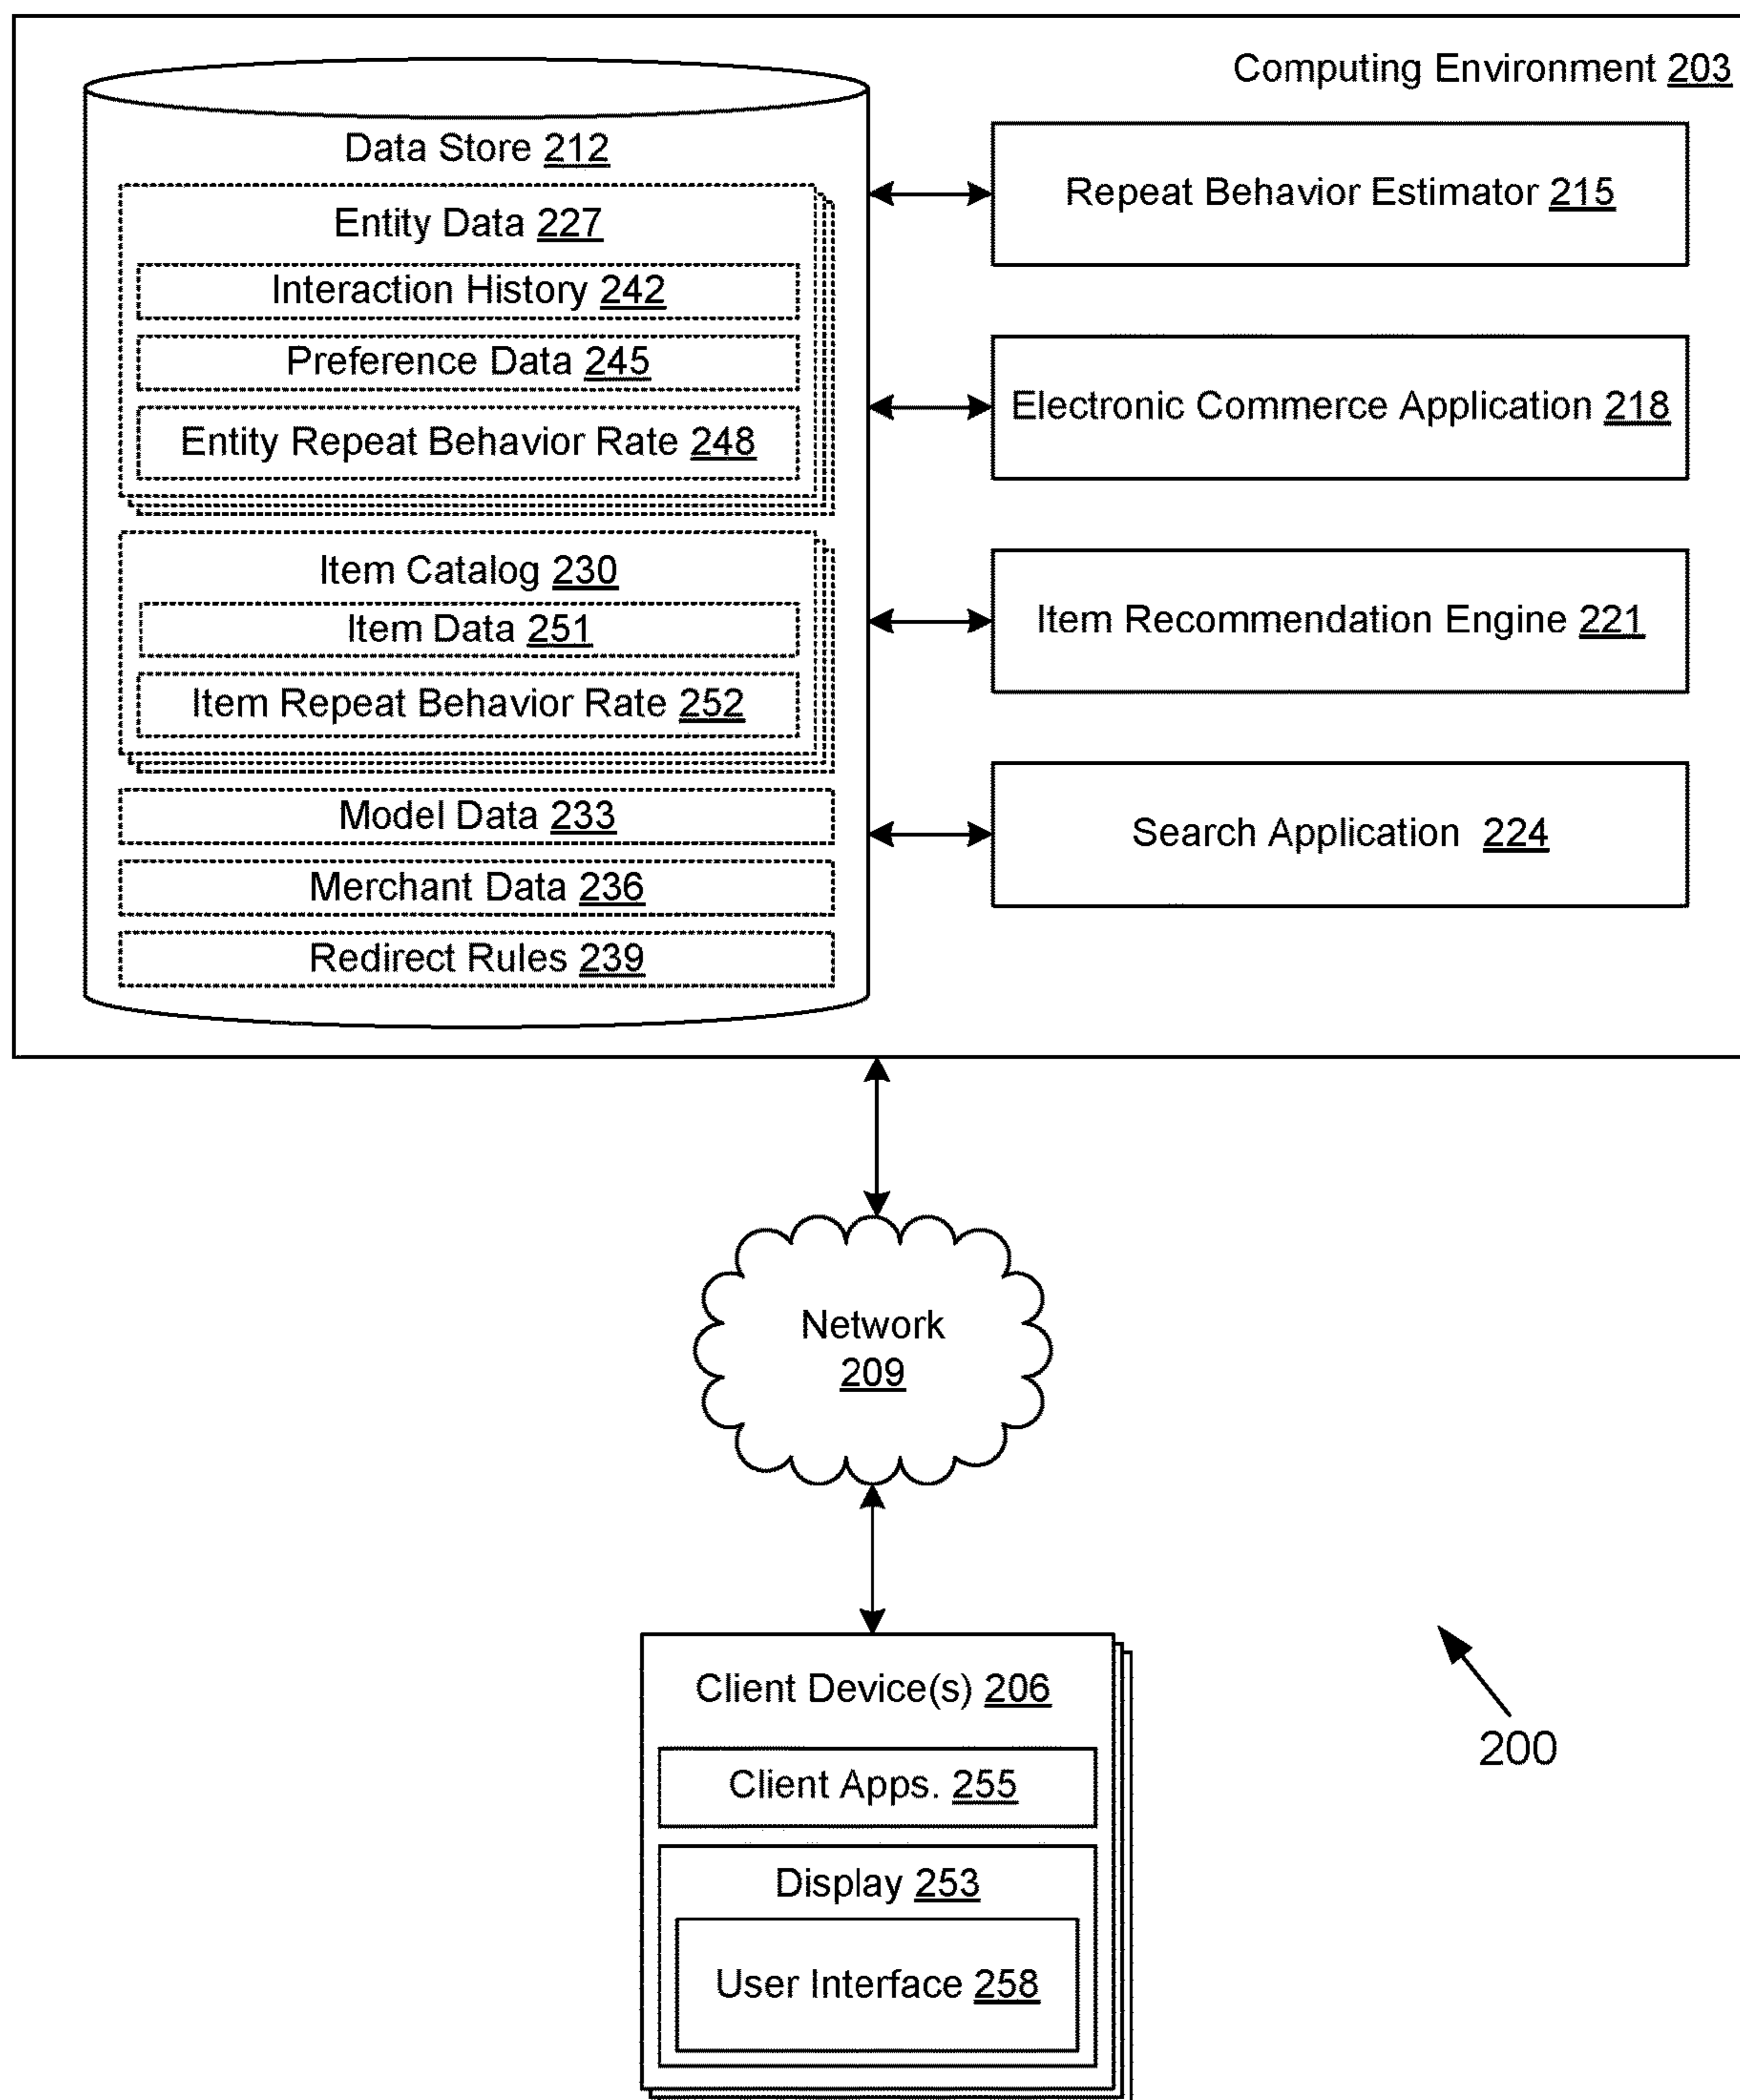 Computing Environment 203
Data Store 212
Entity Data 227
Interaction History 242
Preference Data 245
Entity Repeat Behavior Rate 248
Item Catalog 230
Item Data 251
Item Repeat Behavior Rate 252
Model Data 233
Merchant Data 236
Redirect Rules 239
Repeat Behavior Estimator 215
Electronic Commerce Application 218
Item Recommendation Engine 221
Search Application 224
Network
209
Client Device(s) 206
Client Apps. 255
Display 253
User Interface 258
200